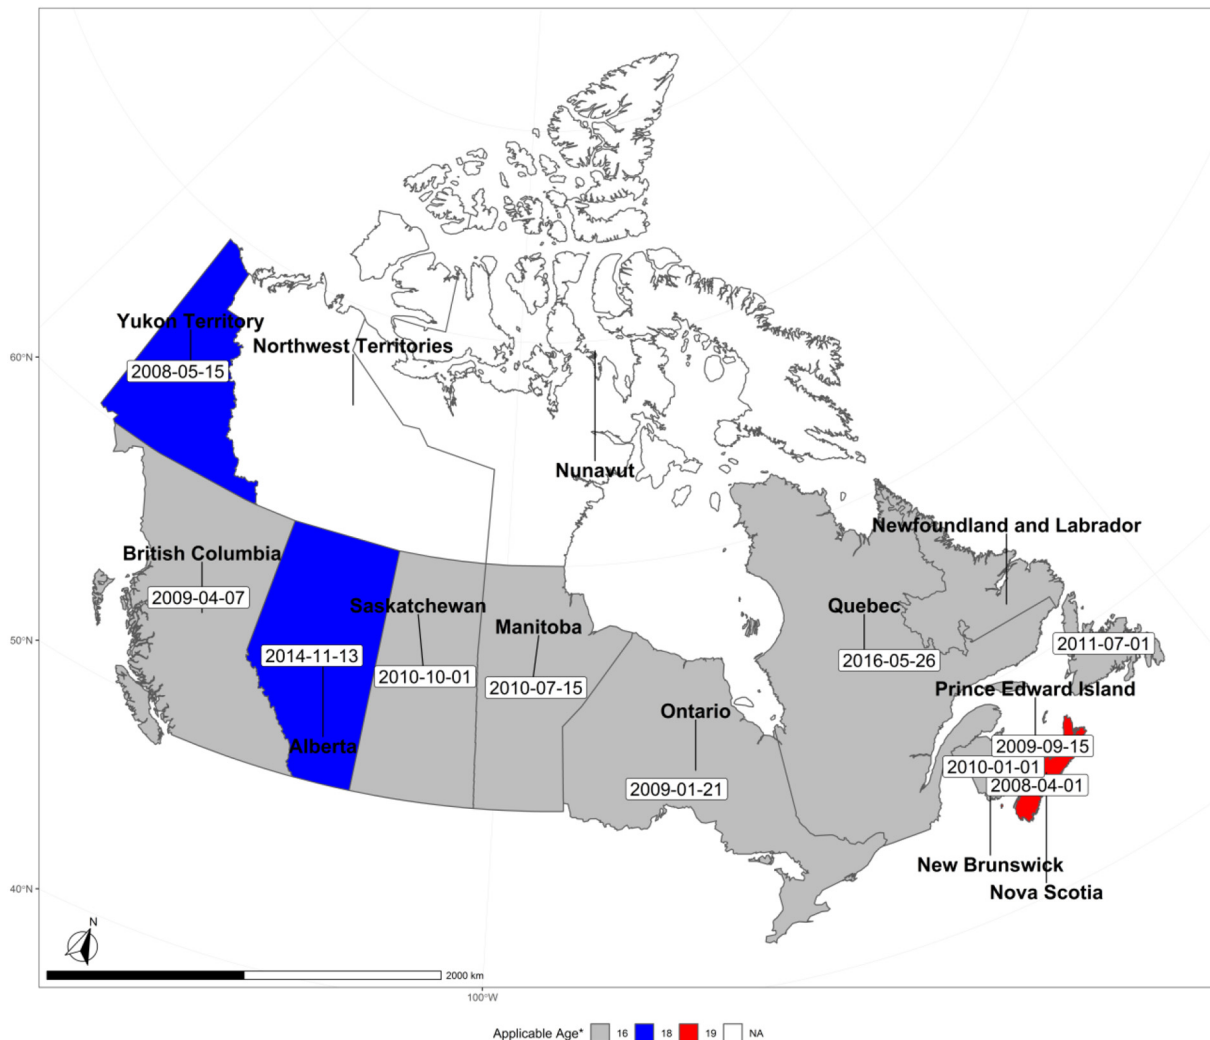 Yukon Territory
Northwest Territories
2008-05-15
60°N
Nunavut
Newfoundland and Labrador
British Columbia
2009-04-07
Saskatchewan
Quebec
Manitoba
50°N
2011-07-01
2014-11-13
2016-05-26
2010-10-01
2010-07-15
Prince Edward Island
Ontario
Alberta
2009-09-15
2010-01-01
2009-01-21
2008-04-01
New Brunswick
40°N
Nova Scotia
N
2000 km
100°W
Applicable Age* 16 18 19 NA